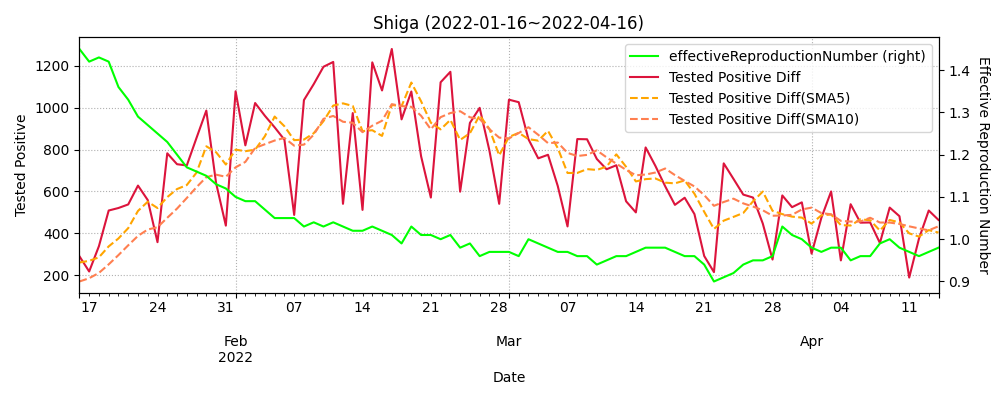 Shiga (2022-01-16~2022-04-16)
effectiveReproductionNumber (right)
Tested Positive Diff
Tested Positive Diff(SMA5)
Tested Positive Diff(SMA10)
Tested Positive
1200
1000
800
600
400
200
1.4
1.3
1.2
1.1
1.0
0.9
Effective Reproduction Number
17 24 31 07 14 21 28 07 14 21 28 04 11
Feb Mar Apr
2022
Date